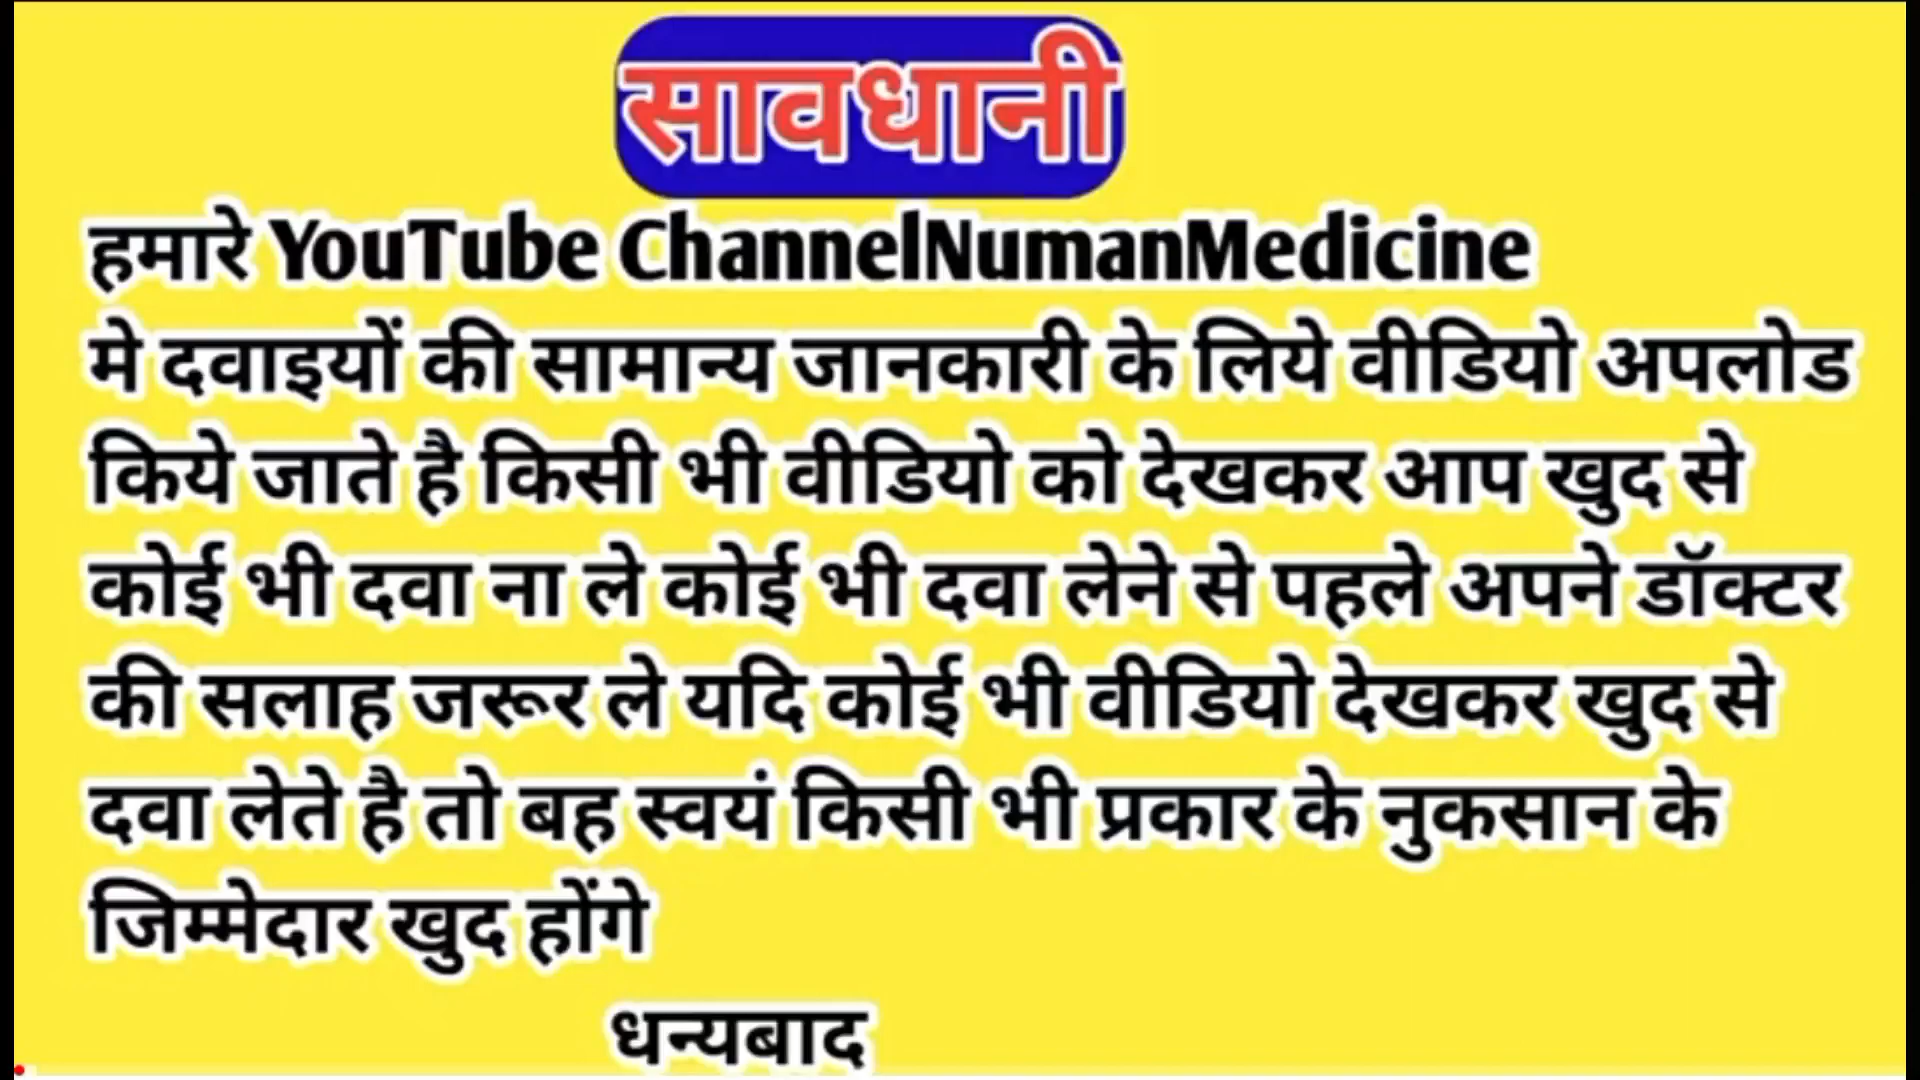 सावधानी
हमारे YouTube ChannelNumanMedicine
मे दवाइयों की सामान्य जानकारी के लिये वीडियो अपलोड
किये जाते है किसी भी वीडियो को देखकर आप खुद से
कोई भी दवा ना ले कोई भी दवा लेने से पहले अपने डॉक्टर
की सलाह जरूर ले यदि कोई भी वीडियो देखकर खुद से
दवा लेते है तो बह स्वयं किसी भी प्रकार के नुकसान के
जिम्मेदार खुद होंगे
धन्यबाद